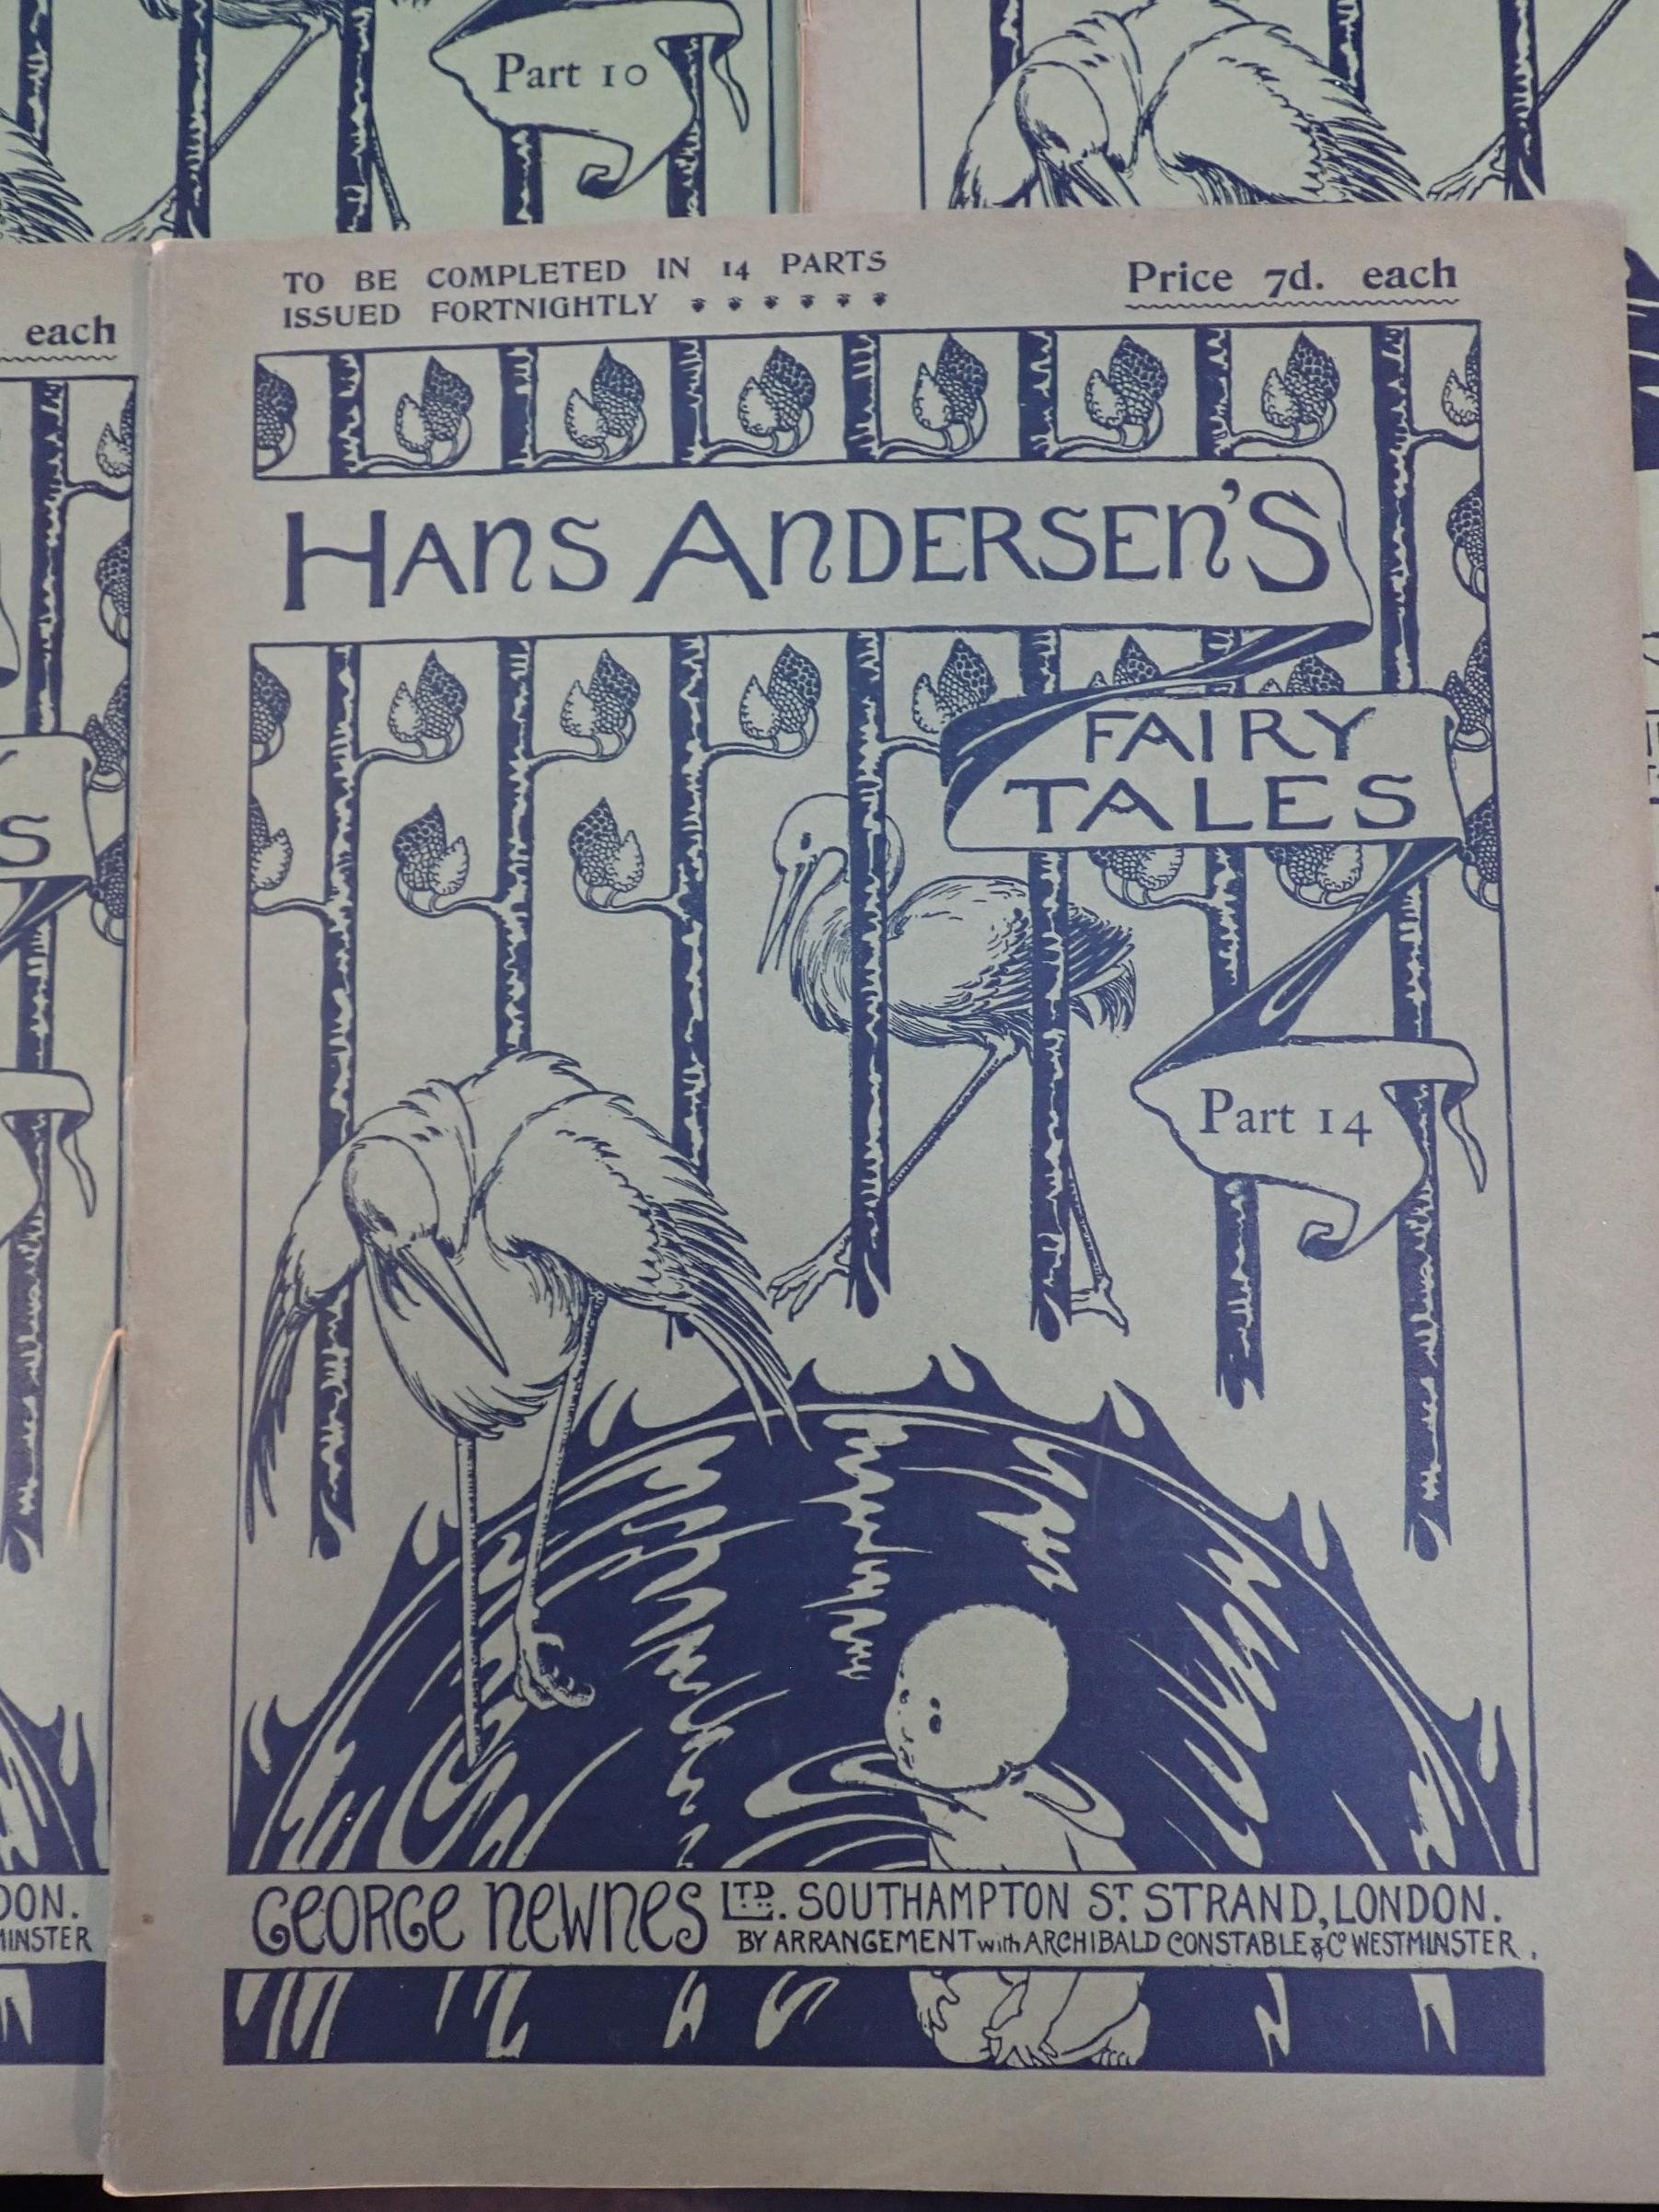 Part 10
TO BE COMPLETED IN 14 PARTS
ISSUED FORTNIGHTLY
Price 7d. each
each
HANS ANDERSEN'S
FAIRY
TALES
S
Part 14
GEORGE NEWNES LTD. SOUTHAMPTON ST. STRAND, LONDON.
BY ARRANGEMENT with ARCHIBALD CONSTABLE & Co WESTMINSTER.
DON.
MINSTER